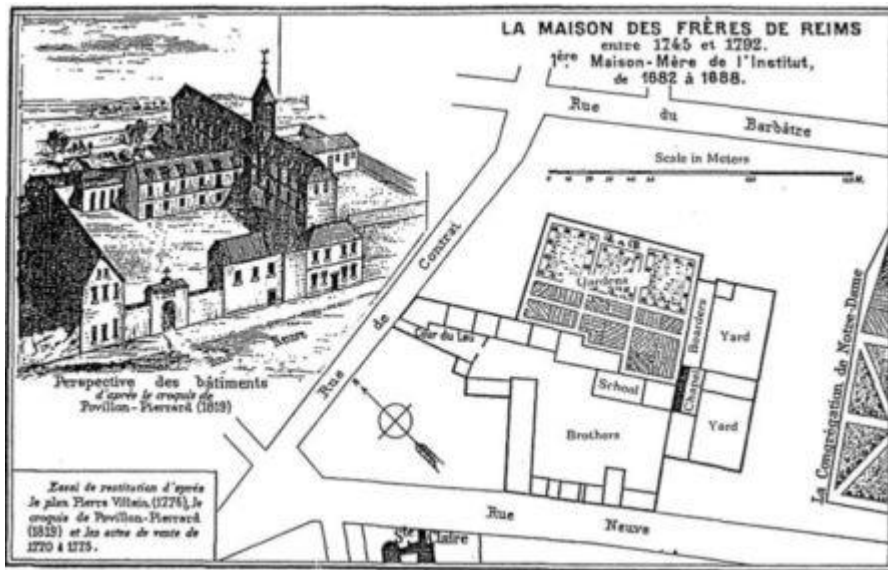 LA MAISON DES FRÈRES DE REIMS
entre 1745 et 1792.
1ère Maison-Mère de l'Institut,
de 1682 à 1688.
Rue du Barbâtre
Scale in Meters
Rue de Contrai
Gardens
Cour du Leu
Boarders
Yard
School
Chapel
Brothers
Yard
La Congrégation de Notre-Dame
Rue Neuve
Ste Claire
Perspective des bâtiments
d'après le croquis de
Povillon-Pierrard (1819)
Essai de restitution d'après
le plan Pierre Villain, (1775), le
croquis de Povillon-Pierrard
(1819) et les actes de vente de
1770 à 1775.